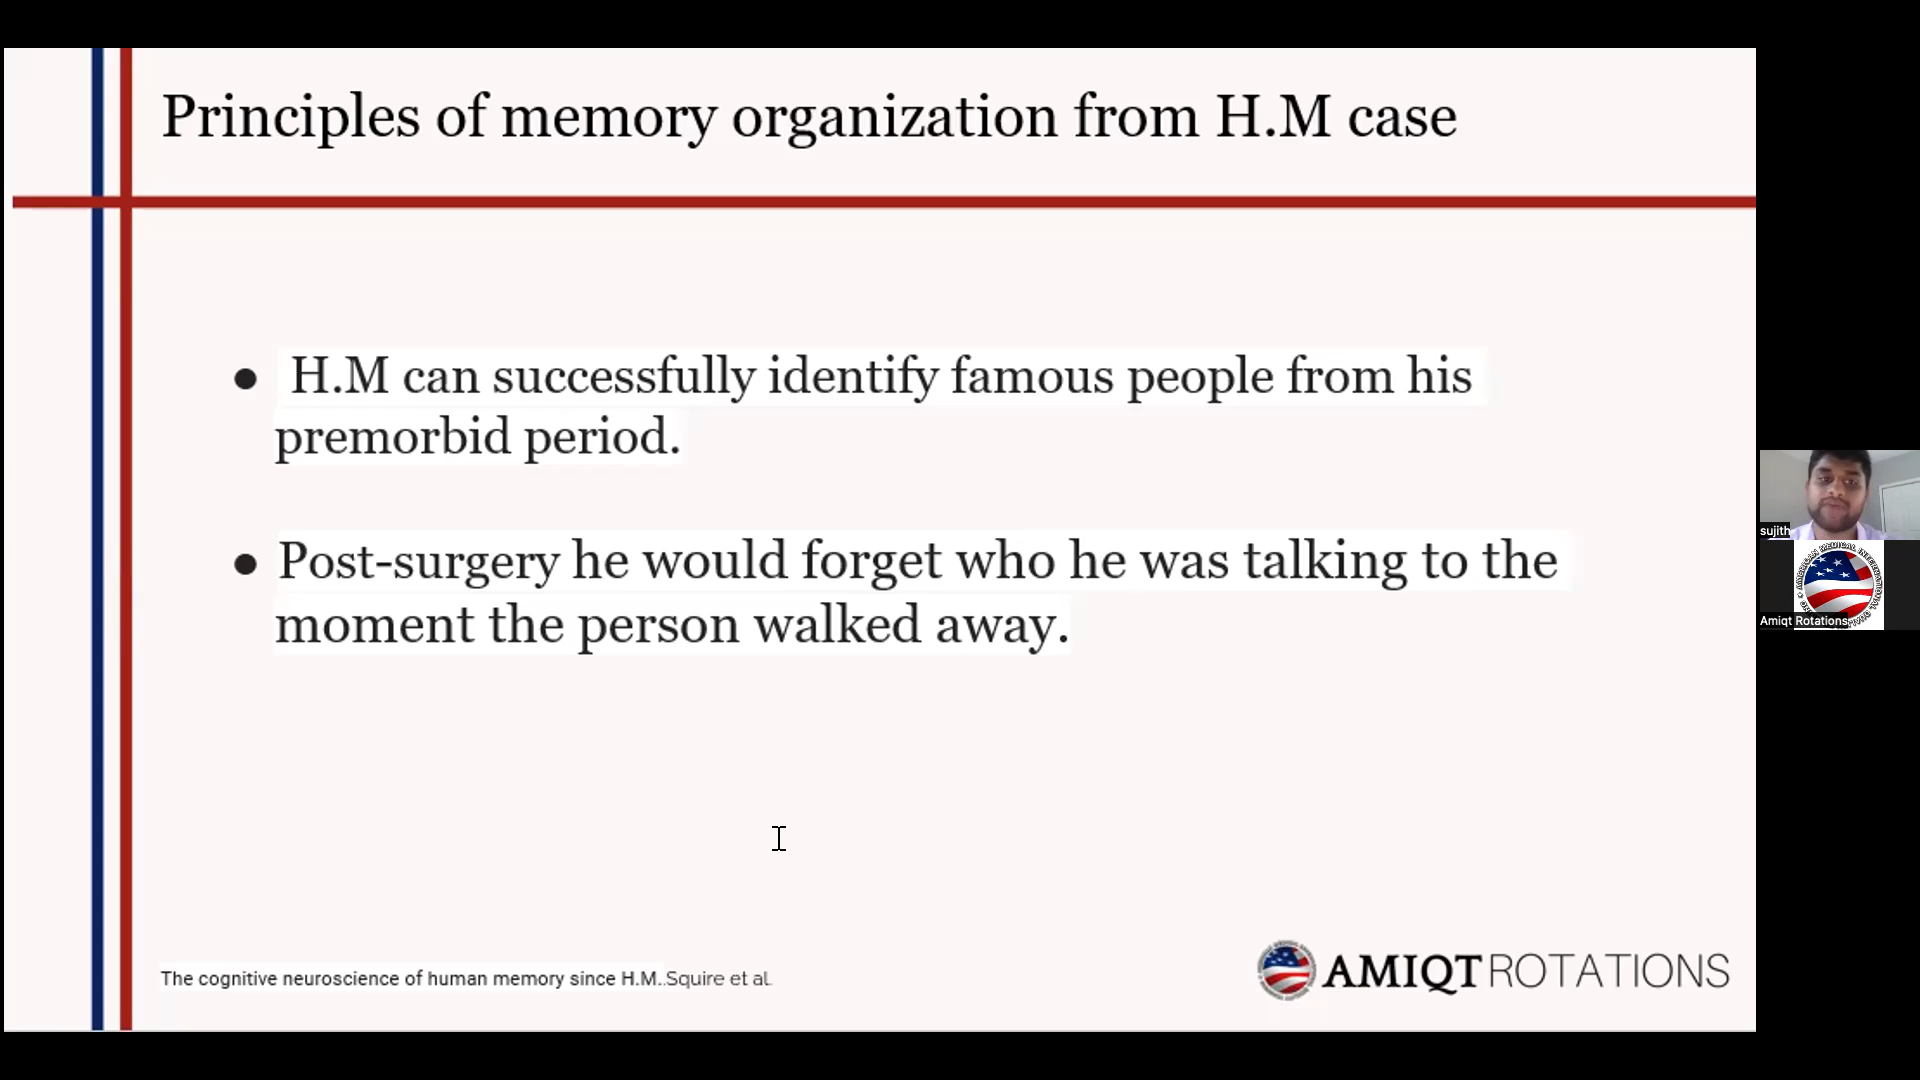 Principles of memory organization from H.M case
● H.M can successfully identify famous people from his
premorbid period.
● Post-surgery he would forget who he was talking to the
moment the person walked away.
The cognitive neuroscience of human memory since H.M..Squire et al.
AMIQT ROTATIONS
sujith
Amiqt Rotations